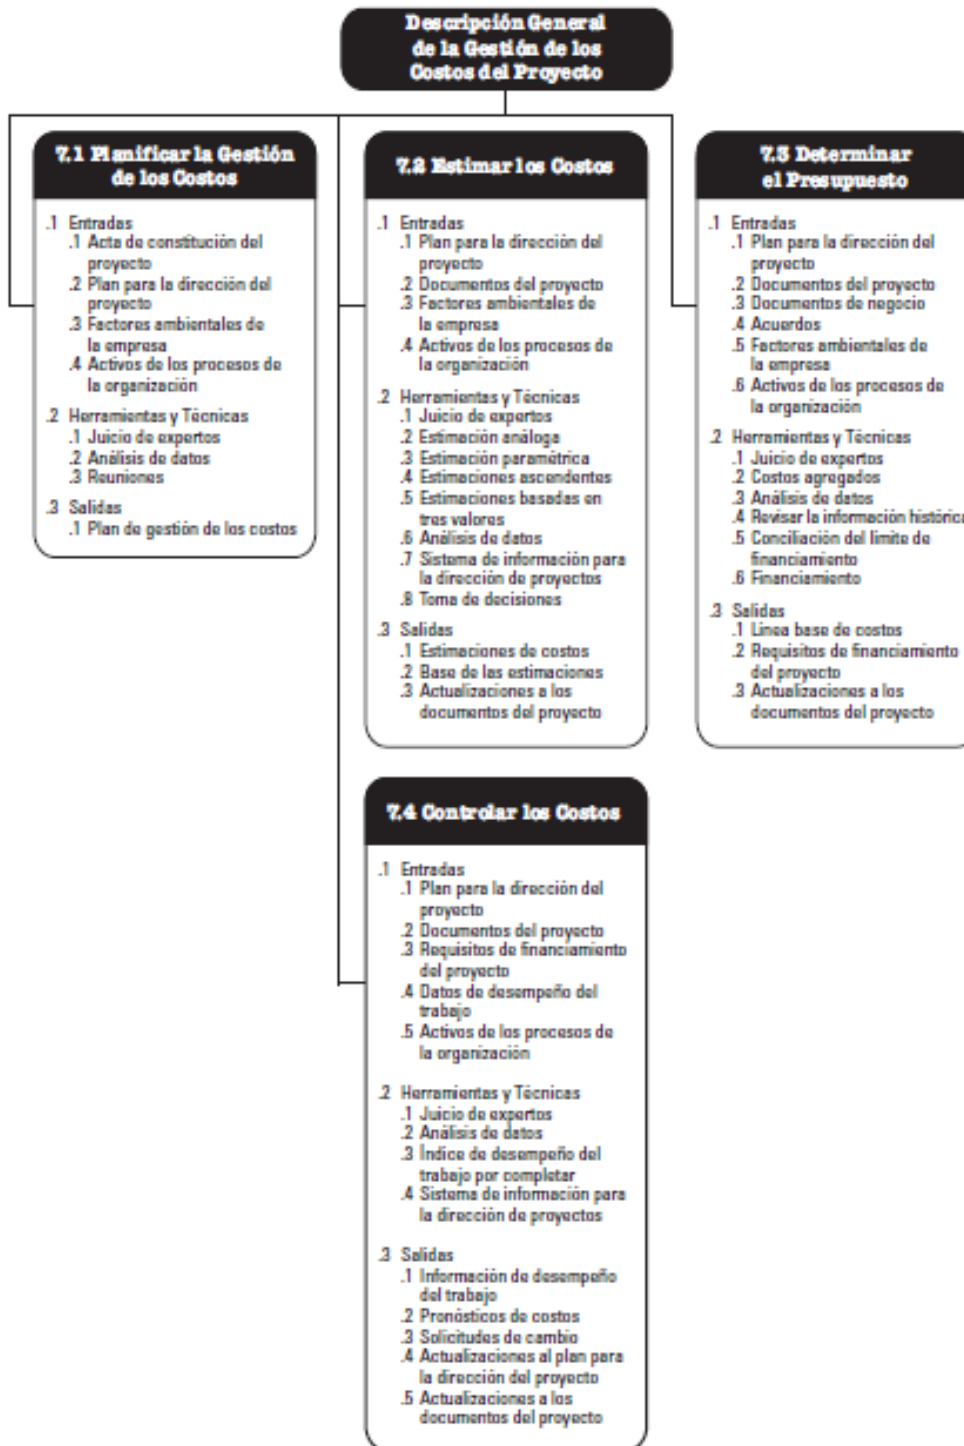 Descripción General
de la Gestión de los
Costos del Proyecto
7.1 Planificar la Gestión
de los Costos
.1 Entradas
.1 Acta de constitución del
proyecto
.2 Plan para la dirección del
proyecto
.3 Factores ambientales de
la empresa
.4 Activos de los procesos de
la organización
.2 Herramientas y Técnicas
.1 Juicio de expertos
.2 Análisis de datos
.3 Reuniones
.3 Salidas
.1 Plan de gestión de los costos
7.2 Estimar los Costos
.1 Entradas
.1 Plan para la dirección del
proyecto
.2 Documentos del proyecto
.3 Factores ambientales de
la empresa
.4 Activos de los procesos de
la organización
.2 Herramientas y Técnicas
.1 Juicio de expertos
.2 Estimación análoga
.3 Estimación paramétrica
.4 Estimaciones ascendentes
.5 Estimaciones basadas en
tres valores
.6 Análisis de datos
.7 Sistema de información para
la dirección de proyectos
.8 Toma de decisiones
.3 Salidas
.1 Estimaciones de costos
.2 Base de las estimaciones
.3 Actualizaciones a los
documentos del proyecto
7.3 Determinar
el Presupuesto
.1 Entradas
.1 Plan para la dirección del
proyecto
.2 Documentos del proyecto
.3 Documentos de negocio
.4 Acuerdos
.5 Factores ambientales de
la empresa
.6 Activos de los procesos de
la organización
.2 Herramientas y Técnicas
.1 Juicio de expertos
.2 Costos agregados
.3 Análisis de datos
.4 Revisar la información histórica
.5 Conciliación del límite de
financiamiento
.6 Financiamiento
.3 Salidas
.1 Línea base de costos
.2 Requisitos de financiamiento
del proyecto
.3 Actualizaciones a los
documentos del proyecto
7.4 Controlar los Costos
.1 Entradas
.1 Plan para la dirección del
proyecto
.2 Documentos del proyecto
.3 Requisitos de financiamiento
del proyecto
.4 Datos de desempeño del
trabajo
.5 Activos de los procesos de
la organización
.2 Herramientas y Técnicas
.1 Juicio de expertos
.2 Análisis de datos
.3 Índice de desempeño del
trabajo por completar
.4 Sistema de información para
la dirección de proyectos
.3 Salidas
.1 Información de desempeño
del trabajo
.2 Pronósticos de costos
.3 Solicitudes de cambio
.4 Actualizaciones al plan para
la dirección del proyecto
.5 Actualizaciones a los
documentos del proyecto